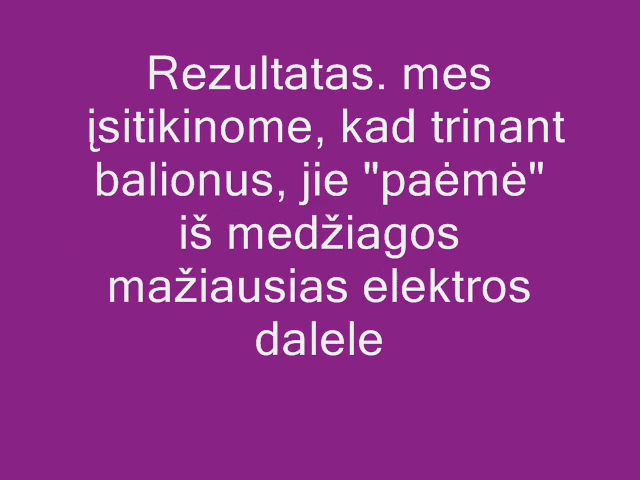 Rezultatas. mes
įsitikinome, kad trinant
balionus, jie "paėmė"
iš medžiagos
mažiausias elektros
dalele